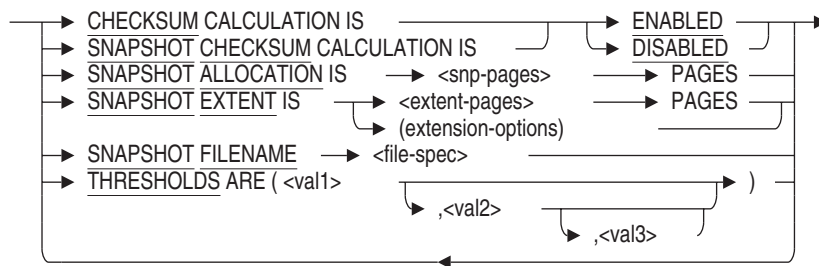 CHECKSUM CALCULATION IS ENABLED
SNAPSHOT CHECKSUM CALCULATION IS DISABLED
SNAPSHOT ALLOCATION IS <snp-pages> PAGES
SNAPSHOT EXTENT IS <extent-pages> PAGES
(extension-options)
SNAPSHOT FILENAME <file-spec>
THRESHOLDS ARE ( <val1> )
,<val2>
,<val3>